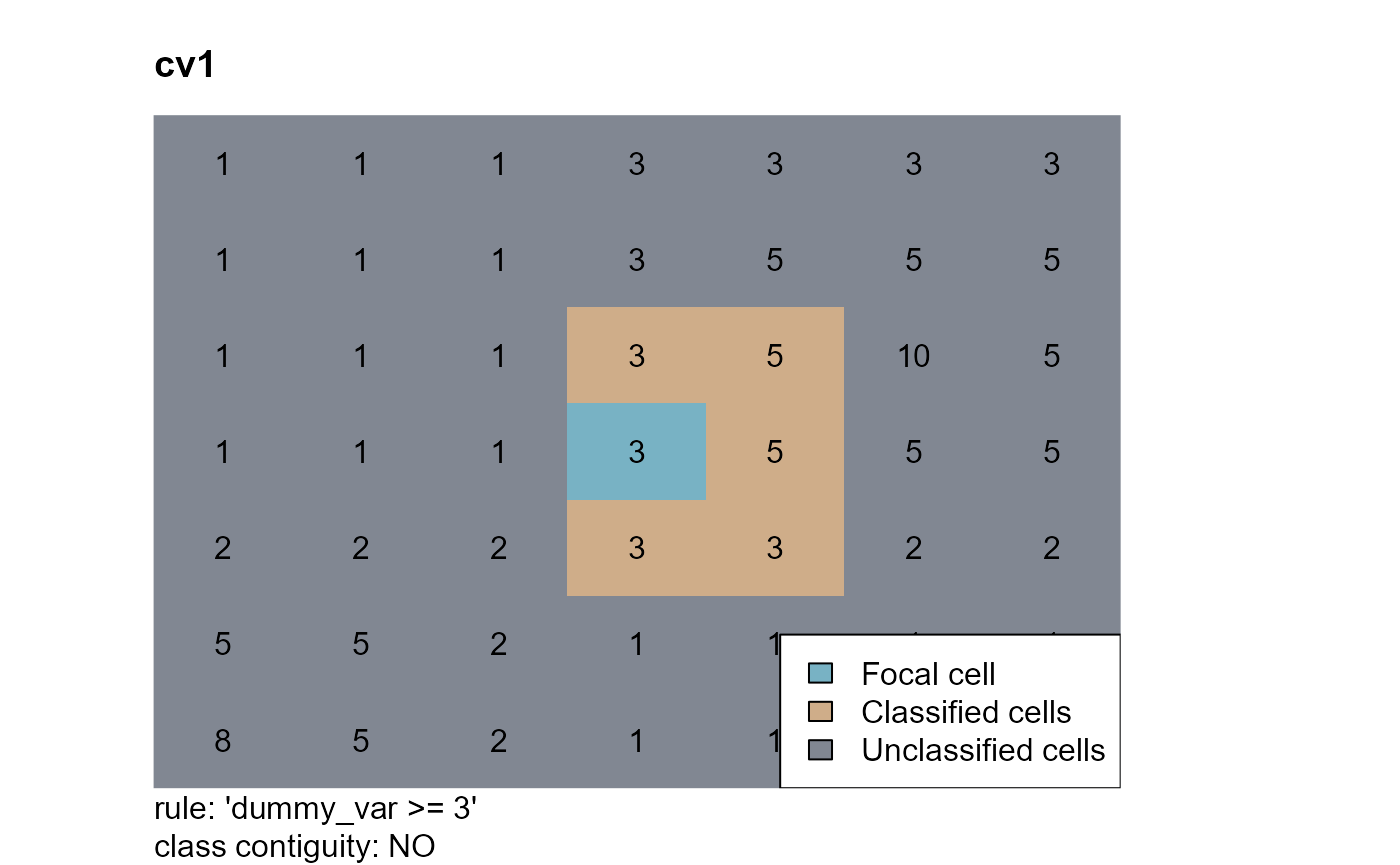 cv1
1 1 1 3 3 3 3
1 1 1 3 5 5 5
1 1 1 3 5 10 5
1 1 1 3 5 5 5
2 2 2 3 3 2 2
5 5 2 1 1
8 5 2 1 1
Focal cell
Classified cells
Unclassified cells
rule: 'dummy_var >= 3'
class contiguity: NO